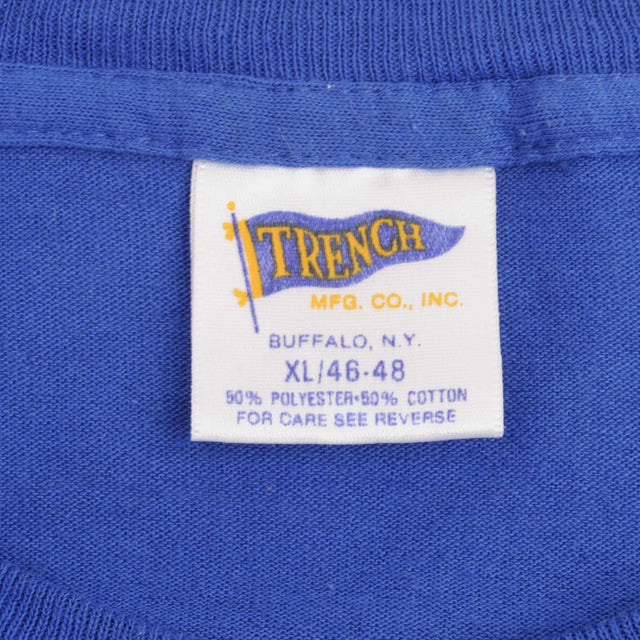 TRENCH
MFG. CO., INC.
BUFFALO, N.Y.
XL/46-48
50% POLYESTER•50% COTTON
FOR CARE SEE REVERSE